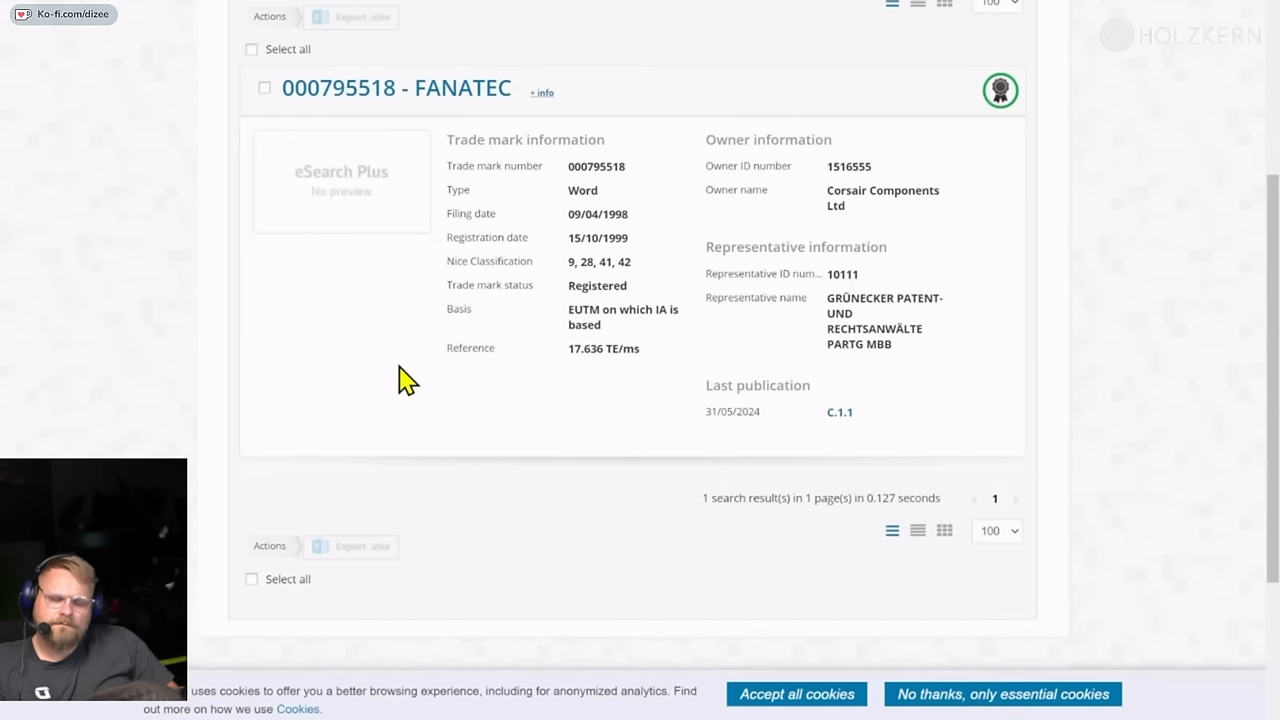 Ko-fi.com/dizee
HOLZKERN
Actions
Export .xlsx
100
Select all
000795518 - FANATEC
+ info
eSearch Plus
No preview
Trade mark information
Trade mark number 000795518
Type Word
Filing date 09/04/1998
Registration date 15/10/1999
Nice Classification 9, 28, 41, 42
Trade mark status Registered
Basis EUTM on which IA is
based
Reference 17.636 TE/ms
Owner information
Owner ID number 1516555
Owner name Corsair Components
Ltd
Representative information
Representative ID num... 10111
Representative name GRÜNECKER PATENT-
UND
RECHTSANWÄLTE
PARTG MBB
Last publication
31/05/2024 C.1.1
1 search result(s) in 1 page(s) in 0.127 seconds
1
100
Actions
Export .xlsx
Select all
uses cookies to offer you a better browsing experience, including for anonymized analytics. Find
out more on how we use Cookies.
Accept all cookies
No thanks, only essential cookies